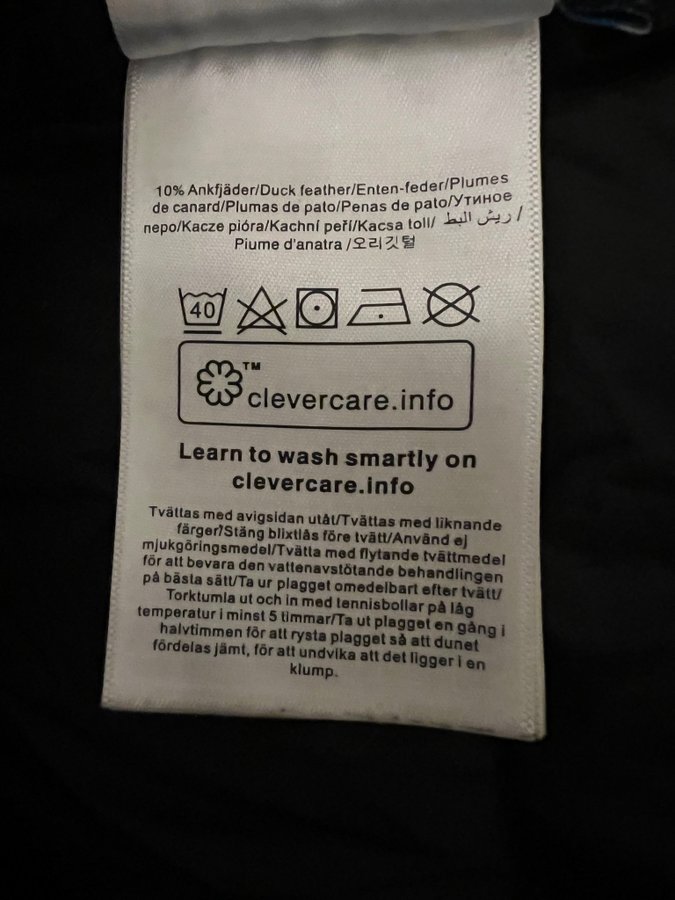 10% Ankfjäder/Duck feather/Enten-feder/Plumes
de canard/Plumas de pato/Penas de pato/Утиное
перо/Kacze pióra/Kachní peří/Kacsa toll/ ريش البط /
Piume d'anatra /오리깃털
40
TM
clevercare.info
Learn to wash smartly on
clevercare.info
Tvättas med avigsidan utåt/Tvättas med liknande
färger/Stäng blixtlås före tvätt/Använd ej
mjukgöringsmedel/Tvätta med flytande tvättmedel
för att bevara den vattenavstötande behandlingen
på bästa sätt/Ta ur plagget omedelbart efter tvätt/
Torktumla ut och in med tennisbollar på låg
temperatur i minst 5 timmar/Ta ut plagget en gång i
halvtimmen för att rysta plagget så att dunet
fördelas jämt, för att undvika att det ligger i en
klump.